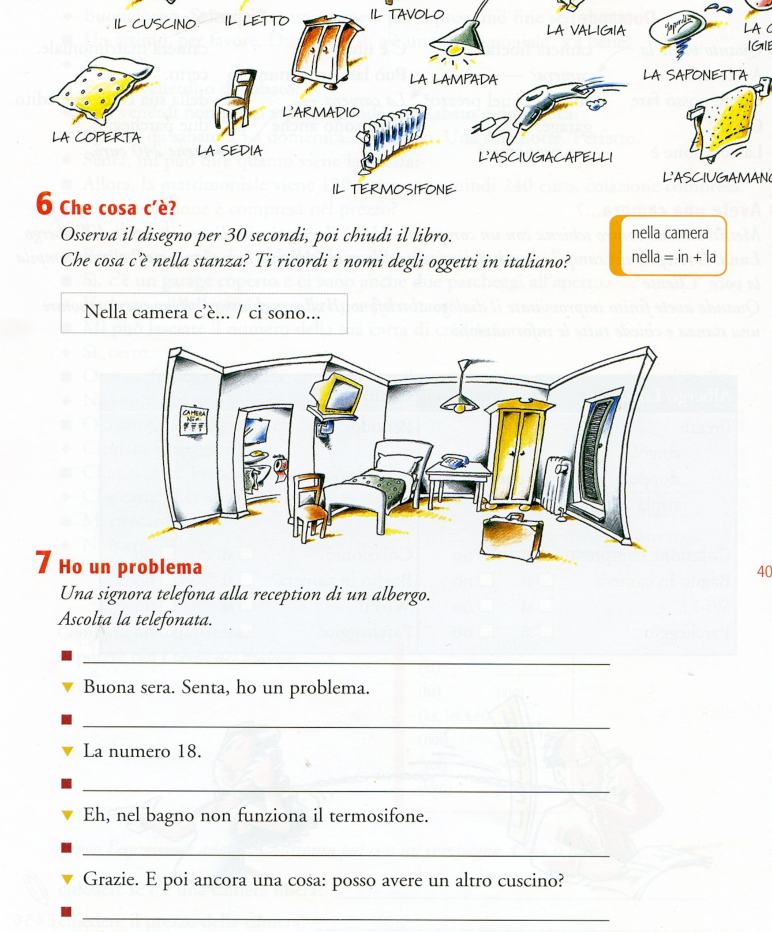 IL CUSCINO
IL LETTO
IL TAVOLO
LA VALIGIA
LA LAMPADA
LA SAPONETTA
L'ARMADIO
LA COPERTA
LA SEDIA
L'ASCIUGACAPELLI
IL TERMOSIFONE
L'ASCIUGAMANO
6 Che cosa c'è?
Osserva il disegno per 30 secondi, poi chiudi il libro.
Che cosa c'è nella stanza? Ti ricordi i nomi degli oggetti in italiano?
nella camera
nella = in + la
Nella camera c'è... / ci sono...
CAMERA
7 Ho un problema
Una signora telefona alla reception di un albergo.
Ascolta la telefonata.
Buona sera. Senta, ho un problema.
La numero 18.
Eh, nel bagno non funziona il termosifone.
Grazie. E poi ancora una cosa: posso avere un altro cuscino?
40